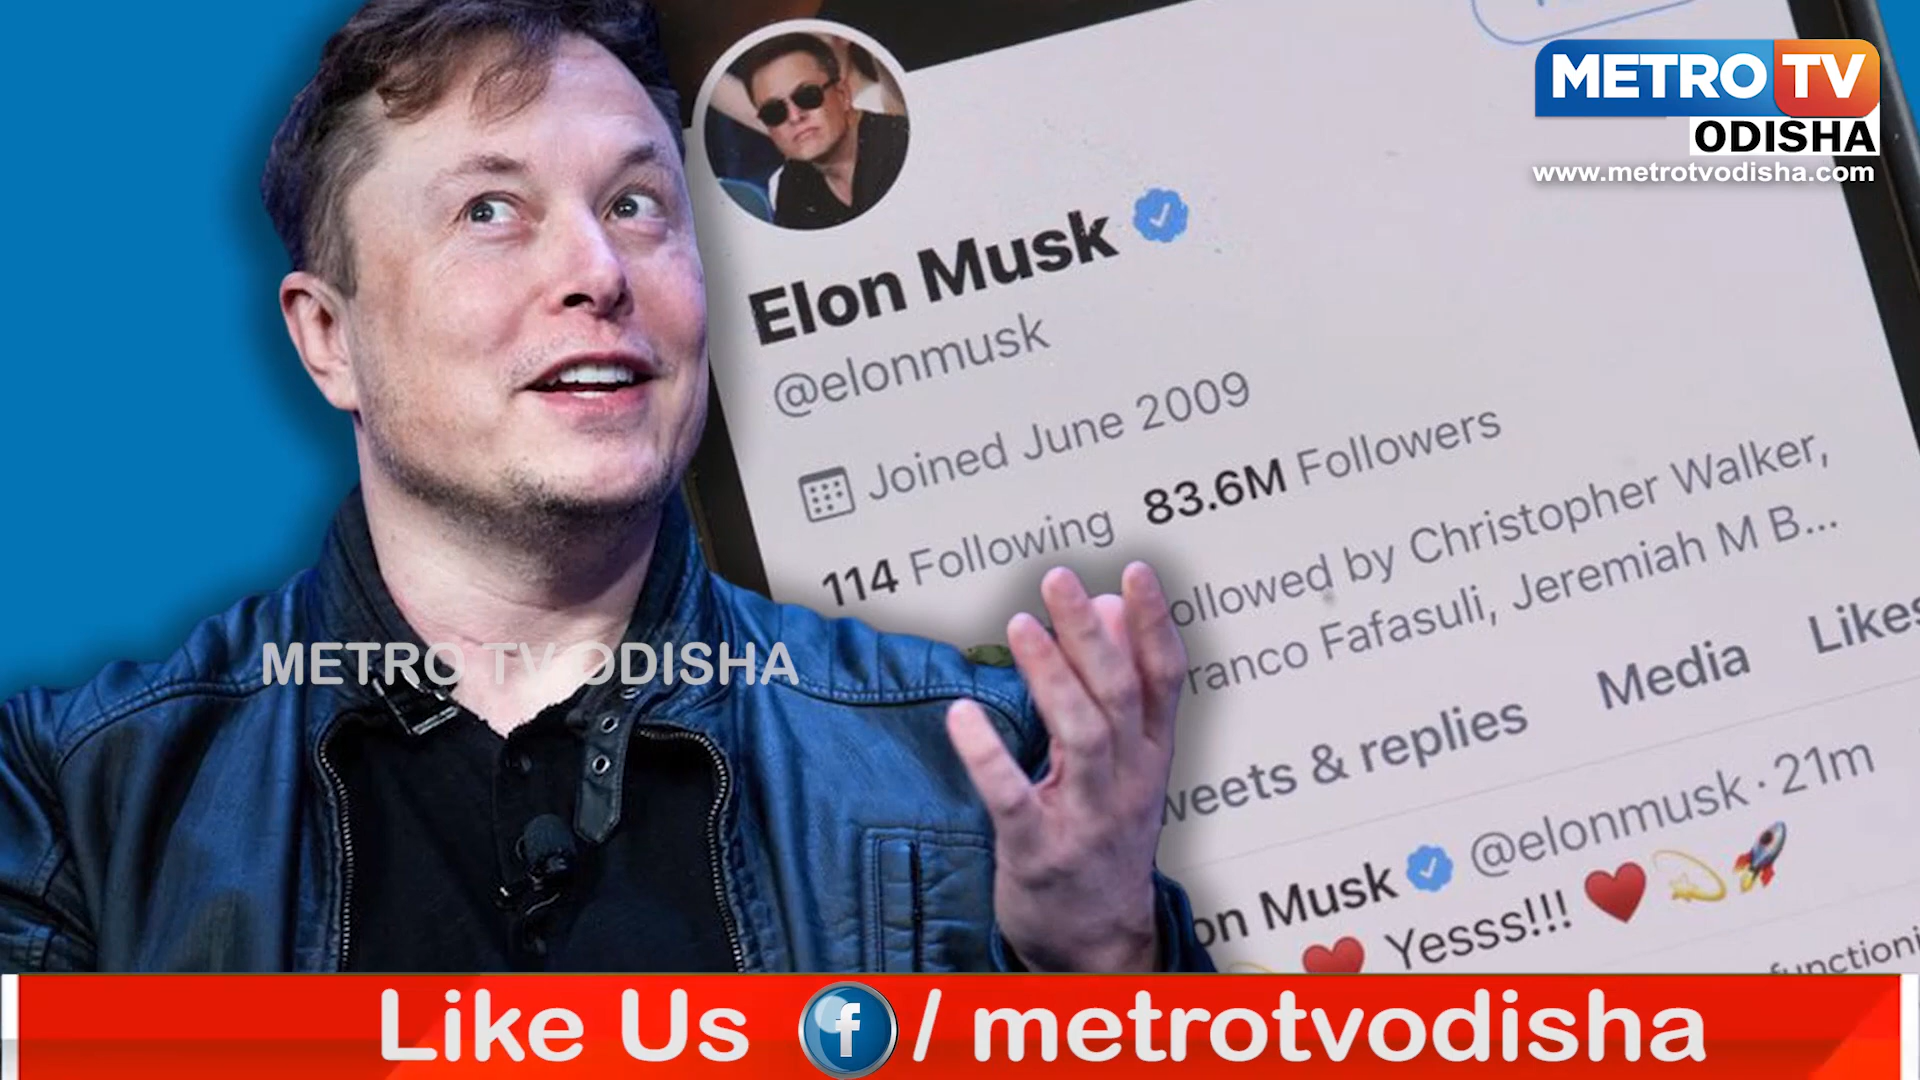 METRO TV
ODISHA
www.metrotvodisha.com
Elon Musk
@elonmusk
Joined June 2009
114 Following 83.6M Followers
ollowed by Christopher Walker,
ranco Fafasuli, Jeremiah M B...
weets & replies Media Likes
on Musk @elonmusk · 21m
❤️ Yesss!!! ❤️ 💫 🚀
functioni
METRO TV ODISHA
Like Us f / metrotvodisha